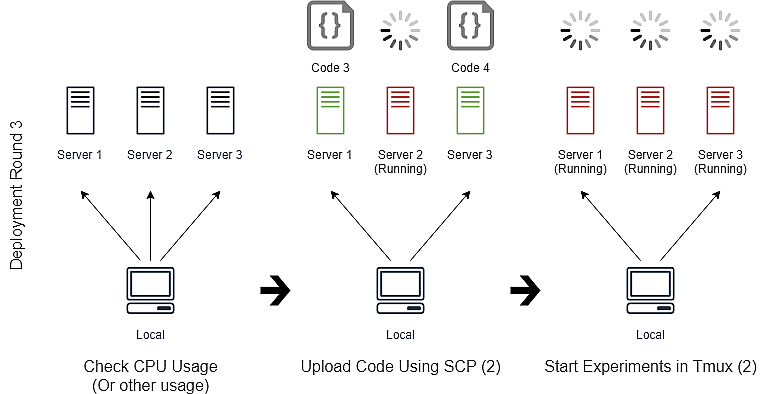 Deployment Round 3
Code 3
Code 4
Server 1
Server 2
Server 3
Server 1
Server 2
(Running)
Server 3
Server 1
(Running)
Server 2
(Running)
Server 3
(Running)
Local
Local
Local
Check CPU Usage
(Or other usage)
Upload Code Using SCP (2)
Start Experiments in Tmux (2)